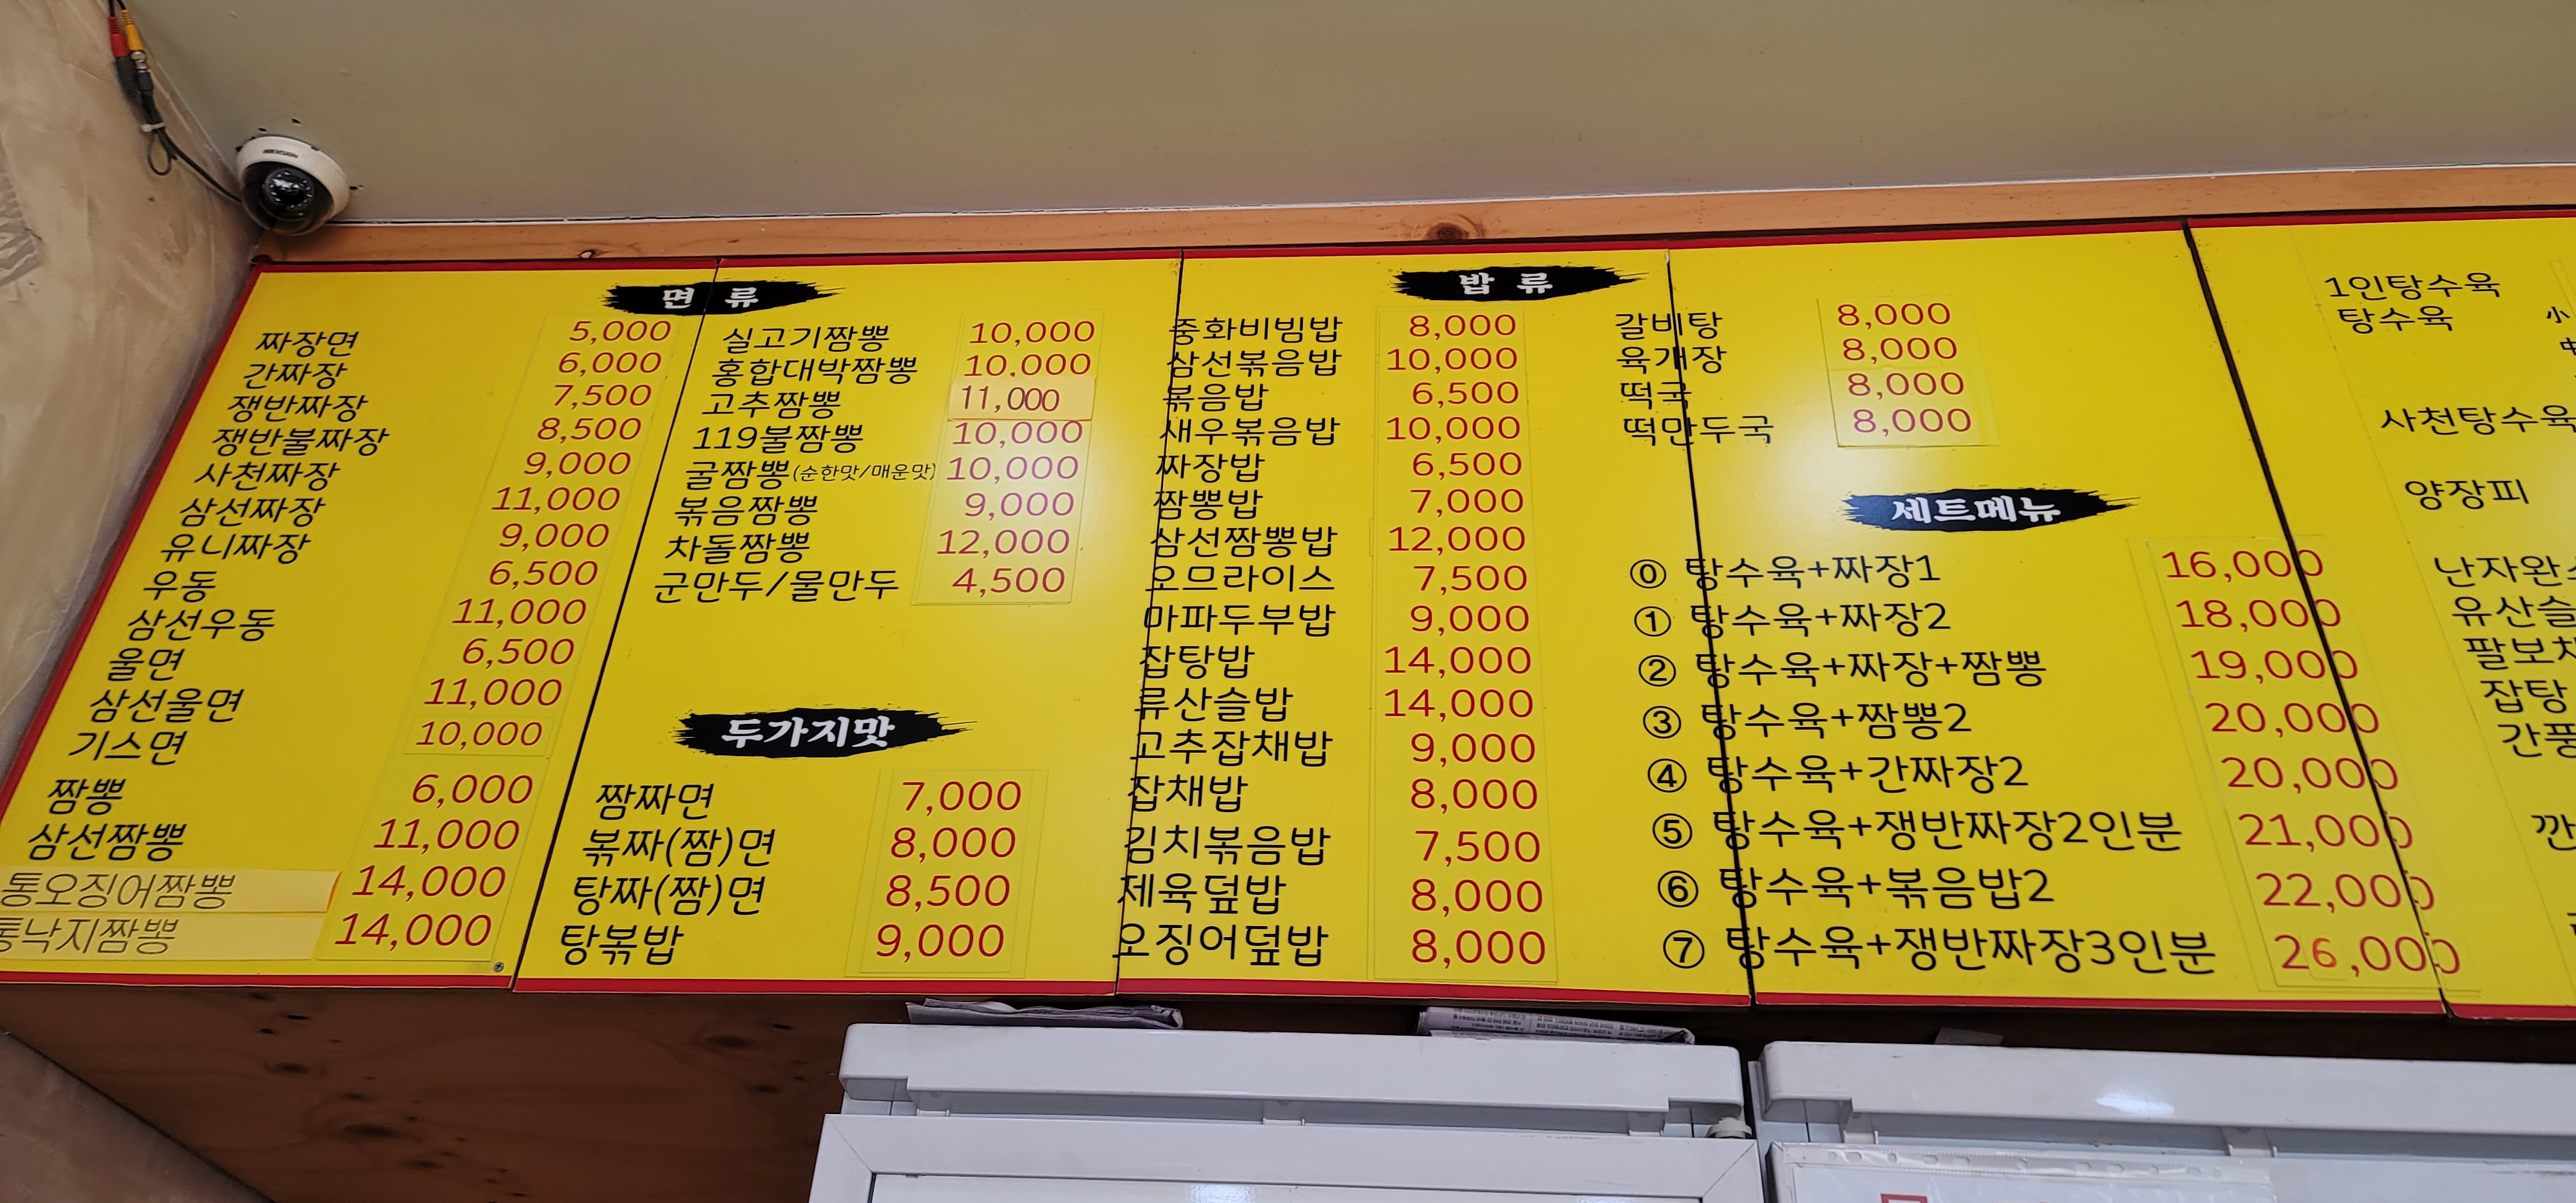 면 류
짜장면 5,000
간짜장 6,000
쟁반짜장 7,500
쟁반불짜장 8,500
사천짜장 9,000
삼선짜장 11,000
유니짜장 9,000
우동 6,500
삼선우동 11,000
울면 6,500
삼선울면 11,000
기스면 10,000
짬뽕 6,000
삼선짬뽕 11,000
통오징어짬뽕 14,000
통낙지짬뽕 14,000
실고기짬뽕 10,000
홍합대박짬뽕 10,000
고추짬뽕 11,000
119불짬뽕 10,000
굴짬뽕(순한맛/매운맛) 10,000
볶음짬뽕 9,000
차돌짬뽕 12,000
군만두/물만두 4,500
두가지맛
짬짜면 7,000
볶짜(짬)면 8,000
탕짜(짬)면 8,500
탕볶밥 9,000
밥 류
중화비빔밥 8,000
삼선볶음밥 10,000
볶음밥 6,500
새우볶음밥 10,000
짜장밥 6,500
짬뽕밥 7,000
삼선짬뽕밥 12,000
오므라이스 7,500
마파두부밥 9,000
잡탕밥 14,000
류산슬밥 14,000
고추잡채밥 9,000
잡채밥 8,000
김치볶음밥 7,500
제육덮밥 8,000
오징어덮밥 8,000
갈비탕 8,000
육개장 8,000
떡국 8,000
떡만두국 8,000
세트메뉴
⓪ 탕수육+짜장1 16,000
① 탕수육+짜장2 18,000
② 탕수육+짜장+짬뽕 19,000
③ 탕수육+짬뽕2 20,000
④ 탕수육+간짜장2 20,000
⑤ 탕수육+쟁반짜장2인분 21,000
⑥ 탕수육+볶음밥2 22,000
⑦ 탕수육+쟁반짜장3인분 26,000
1인탕수육
탕수육 小
사천탕수육
양장피
난자완
유산슬
팔보채
잡탕
간풍
깐